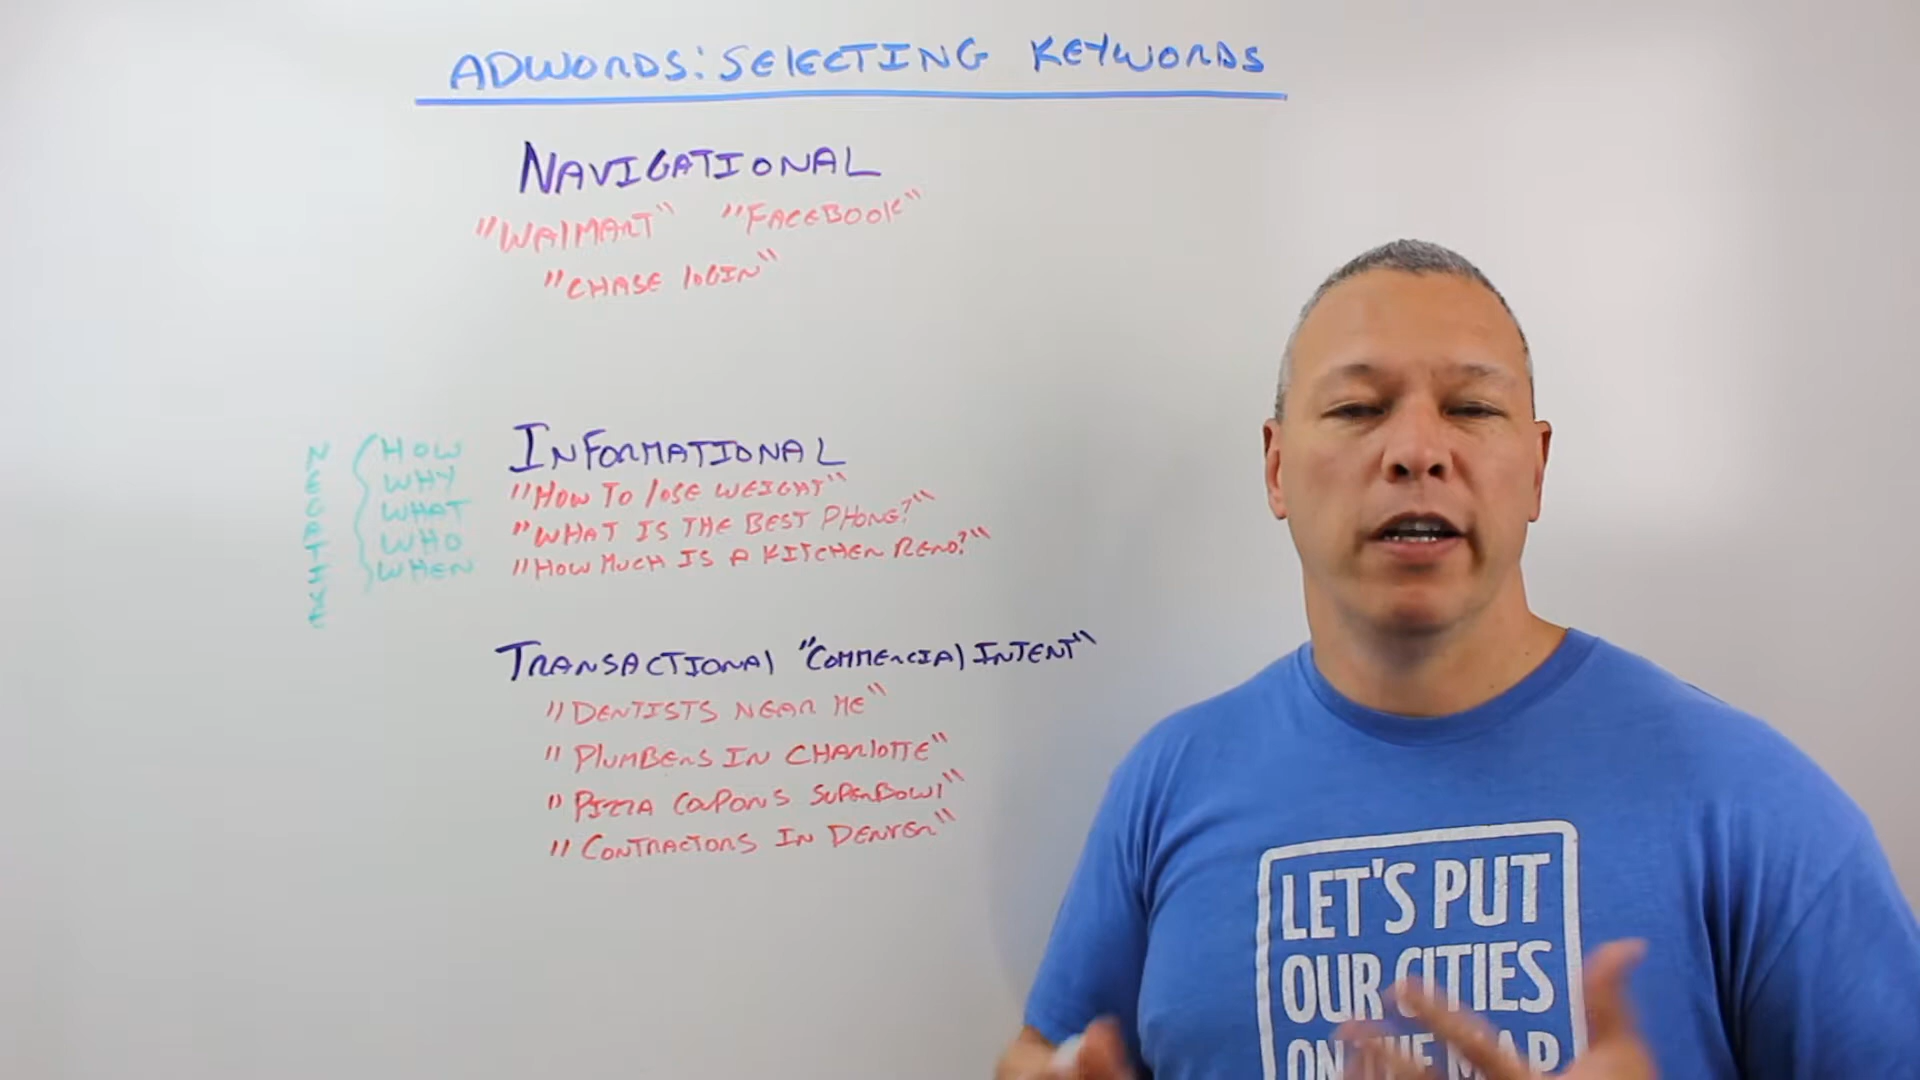 ADWORDS: SELECTING KEYWORDS
NAVIGATIONAL
"WAlMART" "FACEBOOK"
"CHASE lOGIN"
INFORMATIONAL
"HOW TO lOSE WEIGHT"
"WHAT IS THE BEST PHONE?"
"HOW MUCH IS A KITCHEN RENO?"
NEGATIVE
HOW
WHY
WHAT
WHO
WHEN
TRANSACTIONAl "COMMERCIAl INTENT"
"DENTISTS NEAR ME"
"PlUMBERS IN CHARlOTTE"
"PIZZA COUPONS SUPERBOWl"
"CONTRACTORS IN DENVER"
LET'S PUT
OUR CITIES
ON THE MAP